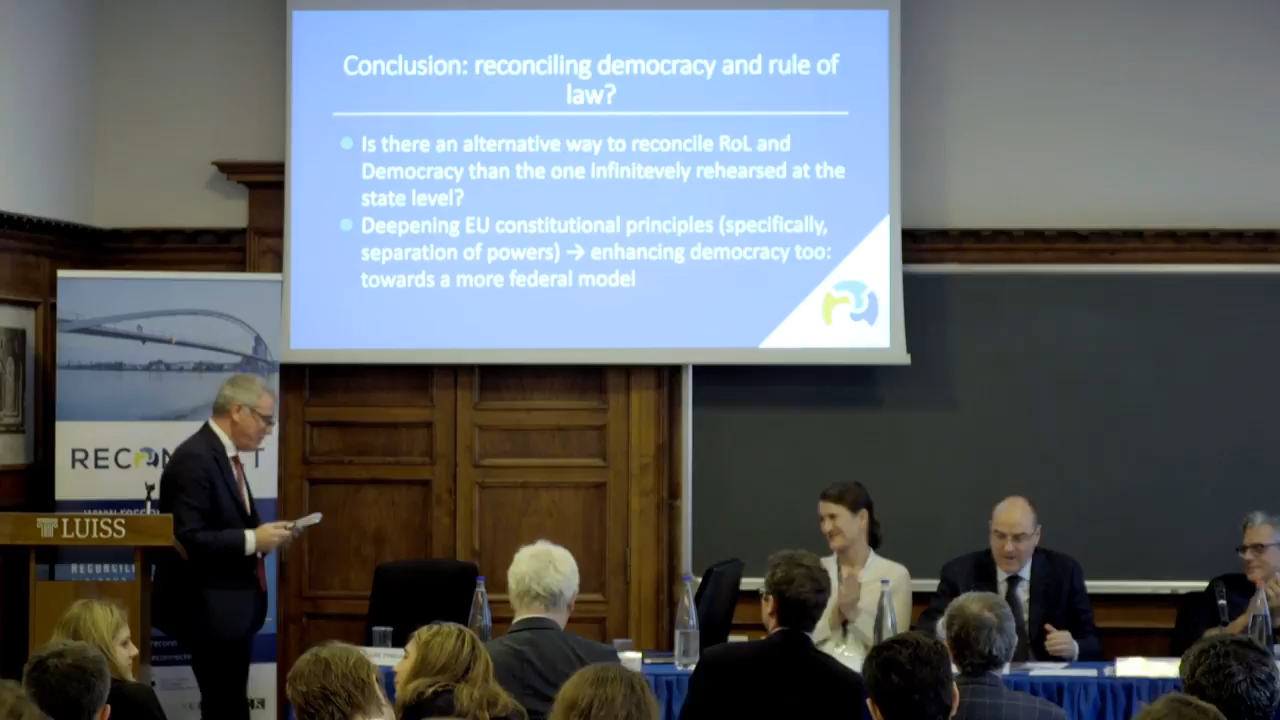 Conclusion: reconciling democracy and rule of
law?
Is there an alternative way to reconcile RoL and
Democracy than the one infinitevely rehearsed at the
state level?
Deepening EU constitutional principles (specifically,
separation of powers) → enhancing democracy too:
towards a more federal model
LUISS